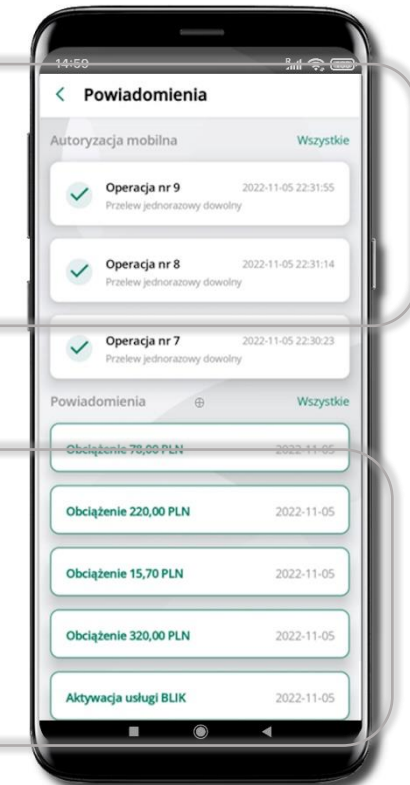 14:59
Powiadomienia
Autoryzacja mobilna Wszystkie
Operacja nr 9 2022-11-05 22:31:55
Przelew jednorazowy dowolny
Operacja nr 8 2022-11-05 22:31:14
Przelew jednorazowy dowolny
Operacja nr 7 2022-11-05 22:30:23
Przelew jednorazowy dowolny
Powiadomienia Wszystkie
Obciążenie 78,00 PLN 2022-11-05
Obciążenie 220,00 PLN 2022-11-05
Obciążenie 15,70 PLN 2022-11-05
Obciążenie 320,00 PLN 2022-11-05
Aktywacja usługi BLIK 2022-11-05